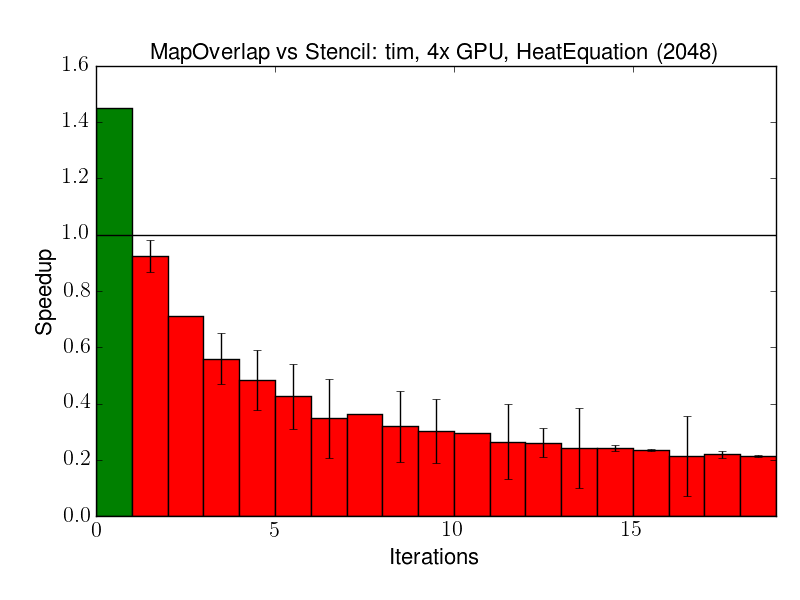 MapOverlap vs Stencil: tim, 4x GPU, HeatEquation (2048)
1.6
1.4
1.2
1.0
0.8
0.6
0.4
0.2
0.0
Speedup
0 5 10 15
Iterations